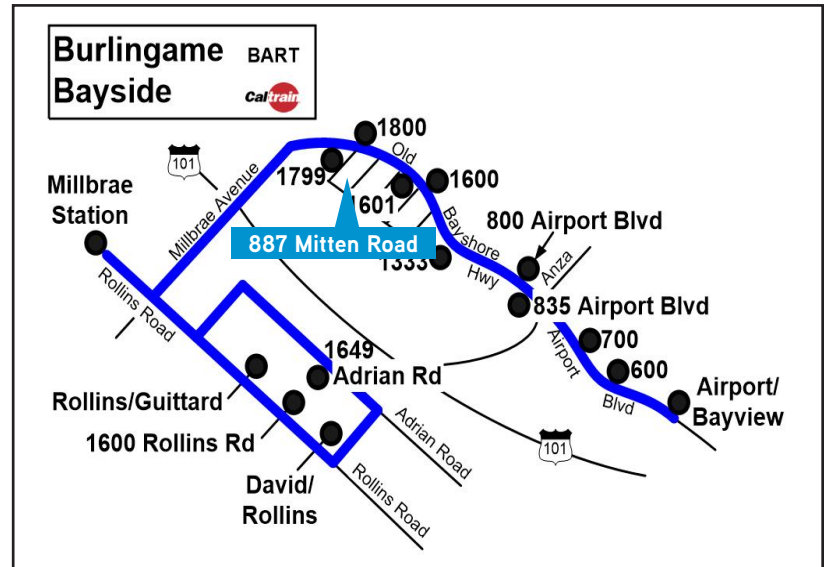 Burlingame BART
Bayside Caltrain
1800
Old
101
1799
1600
Millbrae
Station
Millbrae Avenue
1601
Bayshore
Hwy
800 Airport Blvd
887 Mitten Road
1333
Anza
Rollins Road
835 Airport Blvd
1649
Adrian Rd
Airport
Blvd
700
600
Rollins/Guittard
Airport/
Bayview
1600 Rollins Rd
Adrian Road
101
David/
Rollins
Rollins Road